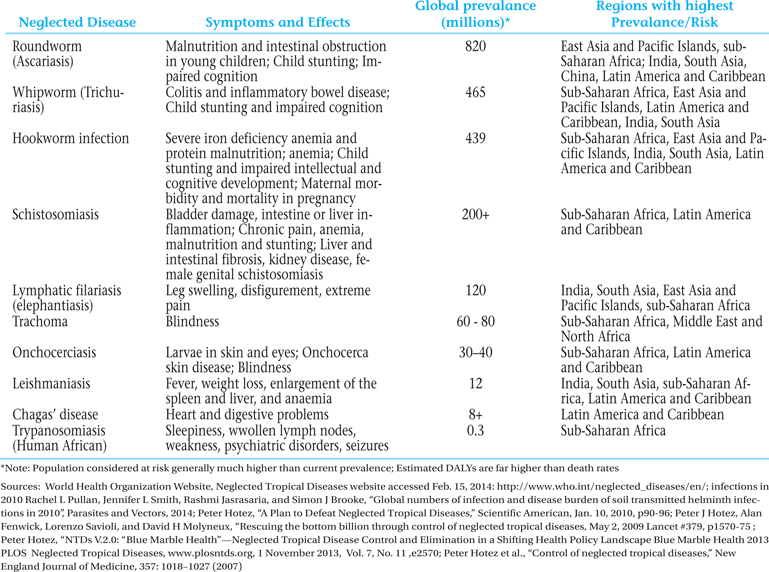 Neglected Disease Symptoms and Effects Global prevalence (millions)* Regions with highest Prevalence/Risk
Roundworm Malnutrition and intestinal obstruction 820 East Asia and Pacific Islands, sub-
(Ascariasis) in young children; Child stunting; Im- Saharan Africa; India, South Asia,
paired cognition China, Latin America and Caribbean
Whipworm (Trichu- Colitis and inflammatory bowel disease; 465 Sub-Saharan Africa, East Asia and
riasis) Child stunting and impaired cognition Pacific Islands, Latin America and
Caribbean, India, South Asia
Hookworm infection Severe iron deficiency anemia and 439 Sub-Saharan Africa, East Asia and Pa-
protein malnutrition; anemia; Child cific Islands, India, South Asia, Latin
stunting and impaired intellectual and America and Caribbean
cognitive development; Maternal mor-
bidity and mortality in pregnancy
Schistosomiasis Bladder damage, intestine or liver in- 200+ Sub-Saharan Africa, Latin America
flammation; Chronic pain, anemia, and Caribbean
malnutrition and stunting; Liver and
intestinal fibrosis, kidney disease, fe-
male genital schistosomiasis
Lymphatic filariasis Leg swelling, disfigurement, extreme 120 India, South Asia, East Asia and
(elephantiasis) pain Pacific Islands, sub-Saharan Africa
Trachoma Blindness 60 - 80 Sub-Saharan Africa, Middle East and
North Africa
Onchocerciasis Larvae in skin and eyes; Onchocerca 30–40 Sub-Saharan Africa, Latin America
skin disease; Blindness and Caribbean
Leishmaniasis Fever, weight loss, enlargement of the 12 India, South Asia, sub-Saharan Af-
spleen and liver, and anaemia rica, Latin America and Caribbean
Chagas’ disease Heart and digestive problems 8+ Latin America and Caribbean
Trypanosomiasis Sleepiness, wwollen lymph nodes, 0.3 Sub-Saharan Africa
(Human African) weakness, psychiatric disorders, seizures
*Note: Population considered at risk generally much higher than current prevalence; Estimated DALYs are far higher than death rates
Sources: World Health Organization Website, Neglected Tropical Diseases website accessed Feb. 15, 2014: http://www.who.int/neglected_diseases/en/; infections in
2010 Rachel L Pullan, Jennifer L Smith, Rashmi Jasrasaria, and Simon J Brooke, “Global numbers of infection and disease burden of soil transmitted helminth infec-
tions in 2010”, Parasites and Vectors, 2014; Peter Hotez, “A Plan to Defeat Neglected Tropical Diseases,” Scientific American, Jan. 10, 2010, p90-96; Peter J Hotez, Alan
Fenwick, Lorenzo Savioli, and David H Molyneux, “Rescuing the bottom billion through control of neglected tropical diseases, May 2, 2009 Lancet #379, p1570-75 ;
Peter Hotez, “NTDs V.2.0: “Blue Marble Health”—Neglected Tropical Disease Control and Elimination in a Shifting Health Policy Landscape Blue Marble Health 2013
PLOS Neglected Tropical Diseases, www.plosntds.org, 1 November 2013, Vol. 7, No. 11 ,e2570; Peter Hotez et al., “Control of neglected tropical diseases,” New
England Journal of Medicine, 357: 1018–1027 (2007)